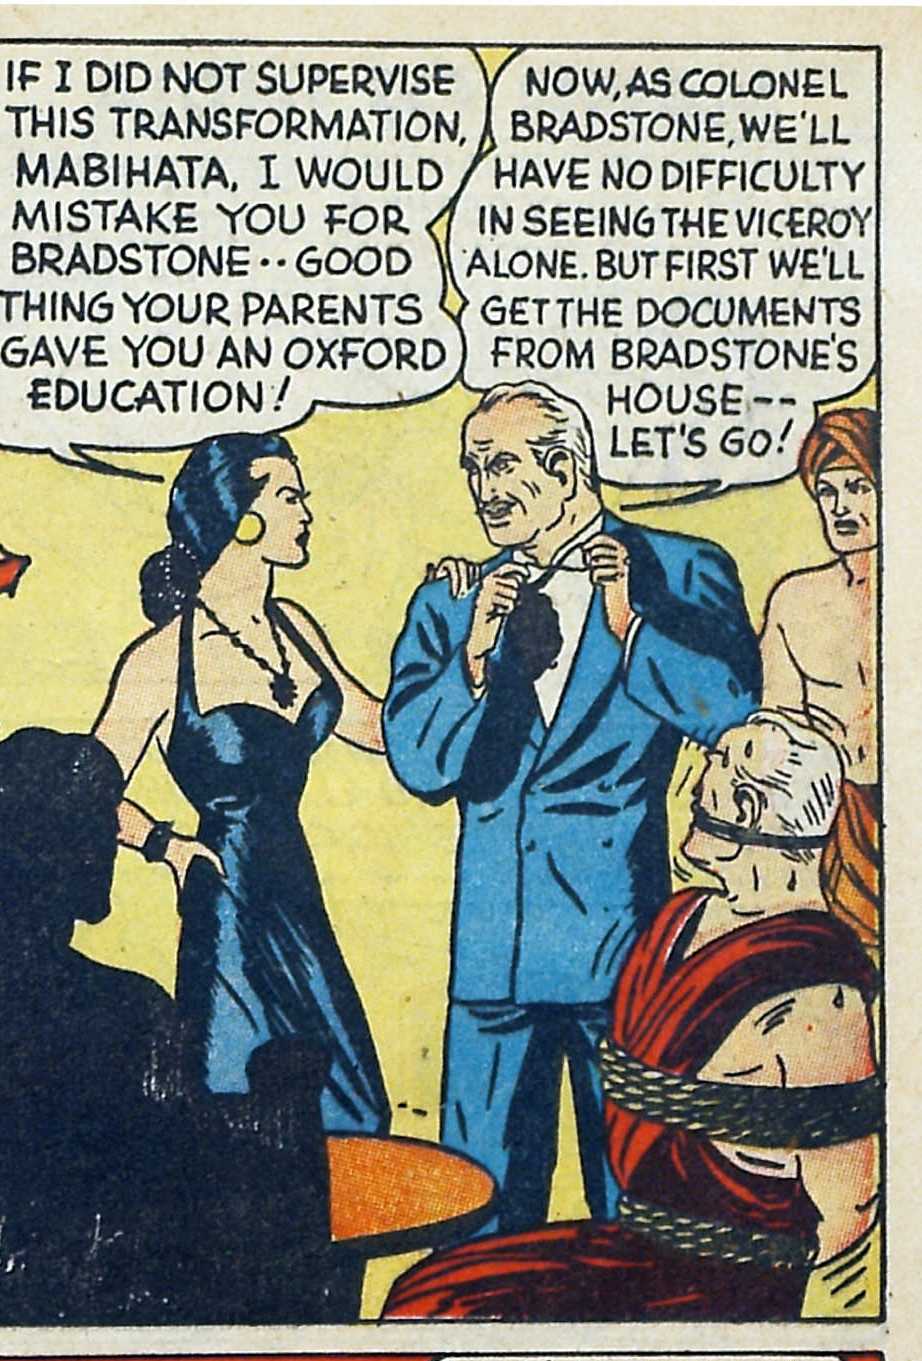 IF I DID NOT SUPERVISE
THIS TRANSFORMATION,
MABIHATA, I WOULD
MISTAKE YOU FOR
BRADSTONE--GOOD
THING YOUR PARENTS
GAVE YOU AN OXFORD
EDUCATION!
NOW, AS COLONEL
BRADSTONE, WE'LL
HAVE NO DIFFICULTY
IN SEEING THE VICEROY
ALONE. BUT FIRST WE'LL
GET THE DOCUMENTS
FROM BRADSTONE'S
HOUSE--
LET'S GO!